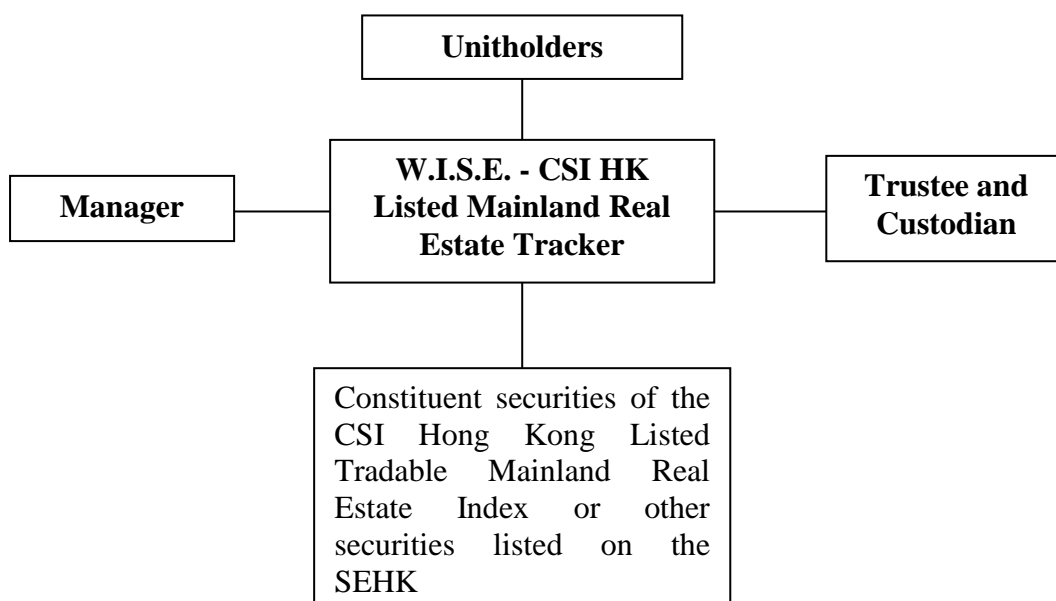 Unitholders
Manager
W.I.S.E. - CSI HK
Listed Mainland Real
Estate Tracker
Trustee and
Custodian
Constituent securities of the
CSI Hong Kong Listed
Tradable Mainland Real
Estate Index or other
securities listed on the
SEHK